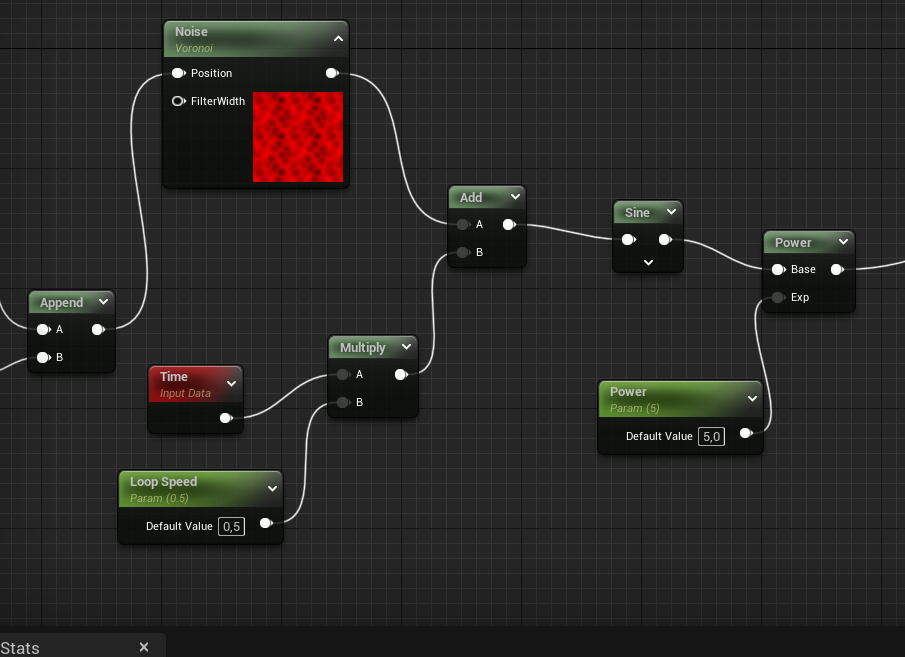 Noise
Voronoi
Position
FilterWidth
Add
A
B
Sine
Power
Base
Exp
Append
A
B
Multiply
A
B
Time
Input Data
Power
Param (5)
Default Value 5,0
Loop Speed
Param (0.5)
Default Value 0,5
Stats